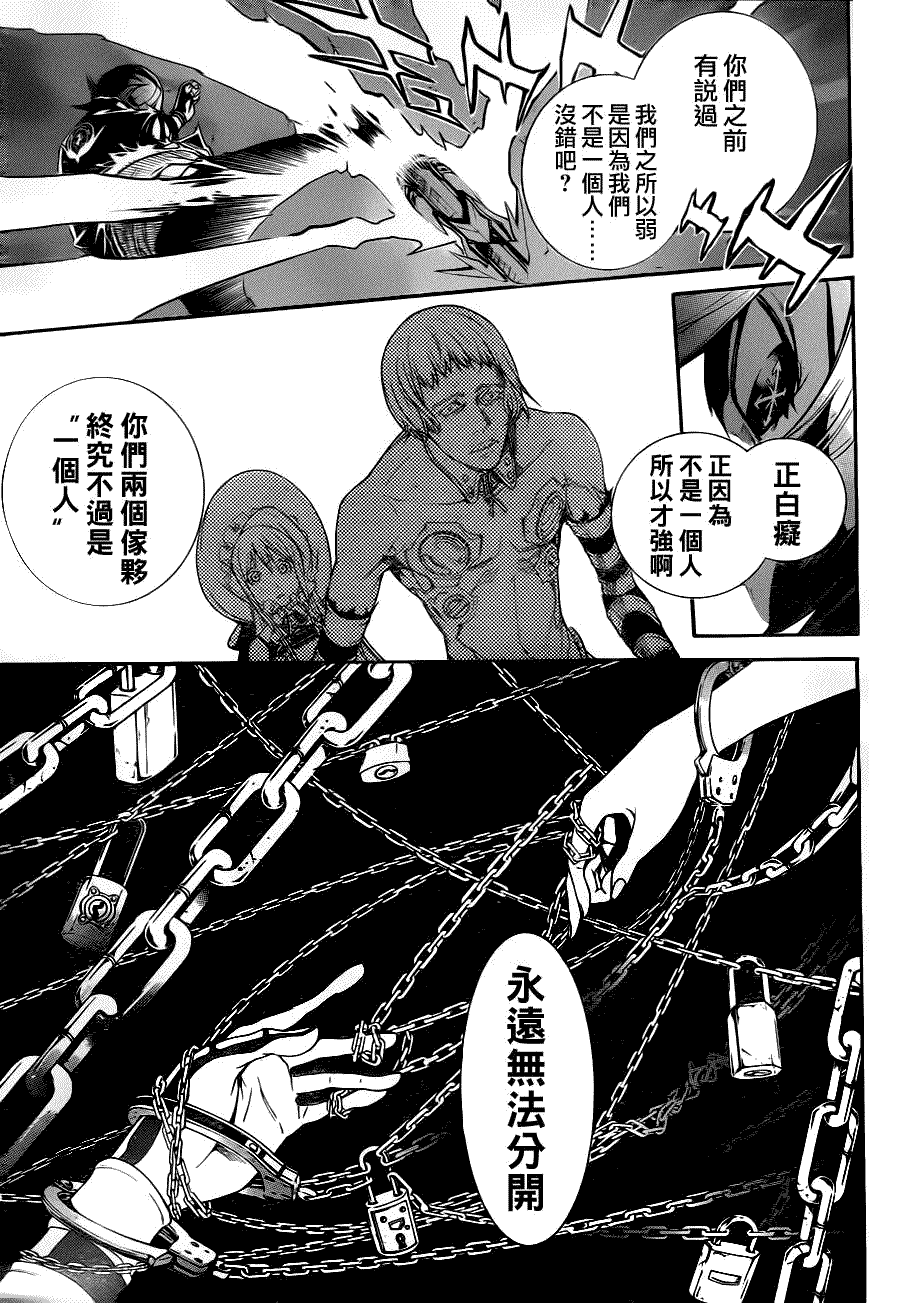 你們之前
有説過
我們之所以弱
是因為我們
不是一個人……
沒錯吧？
正白癡
正因為
不是一個人
所以才強啊
你們兩個傢夥
終究不過是
“一個人”
永遠無法分開